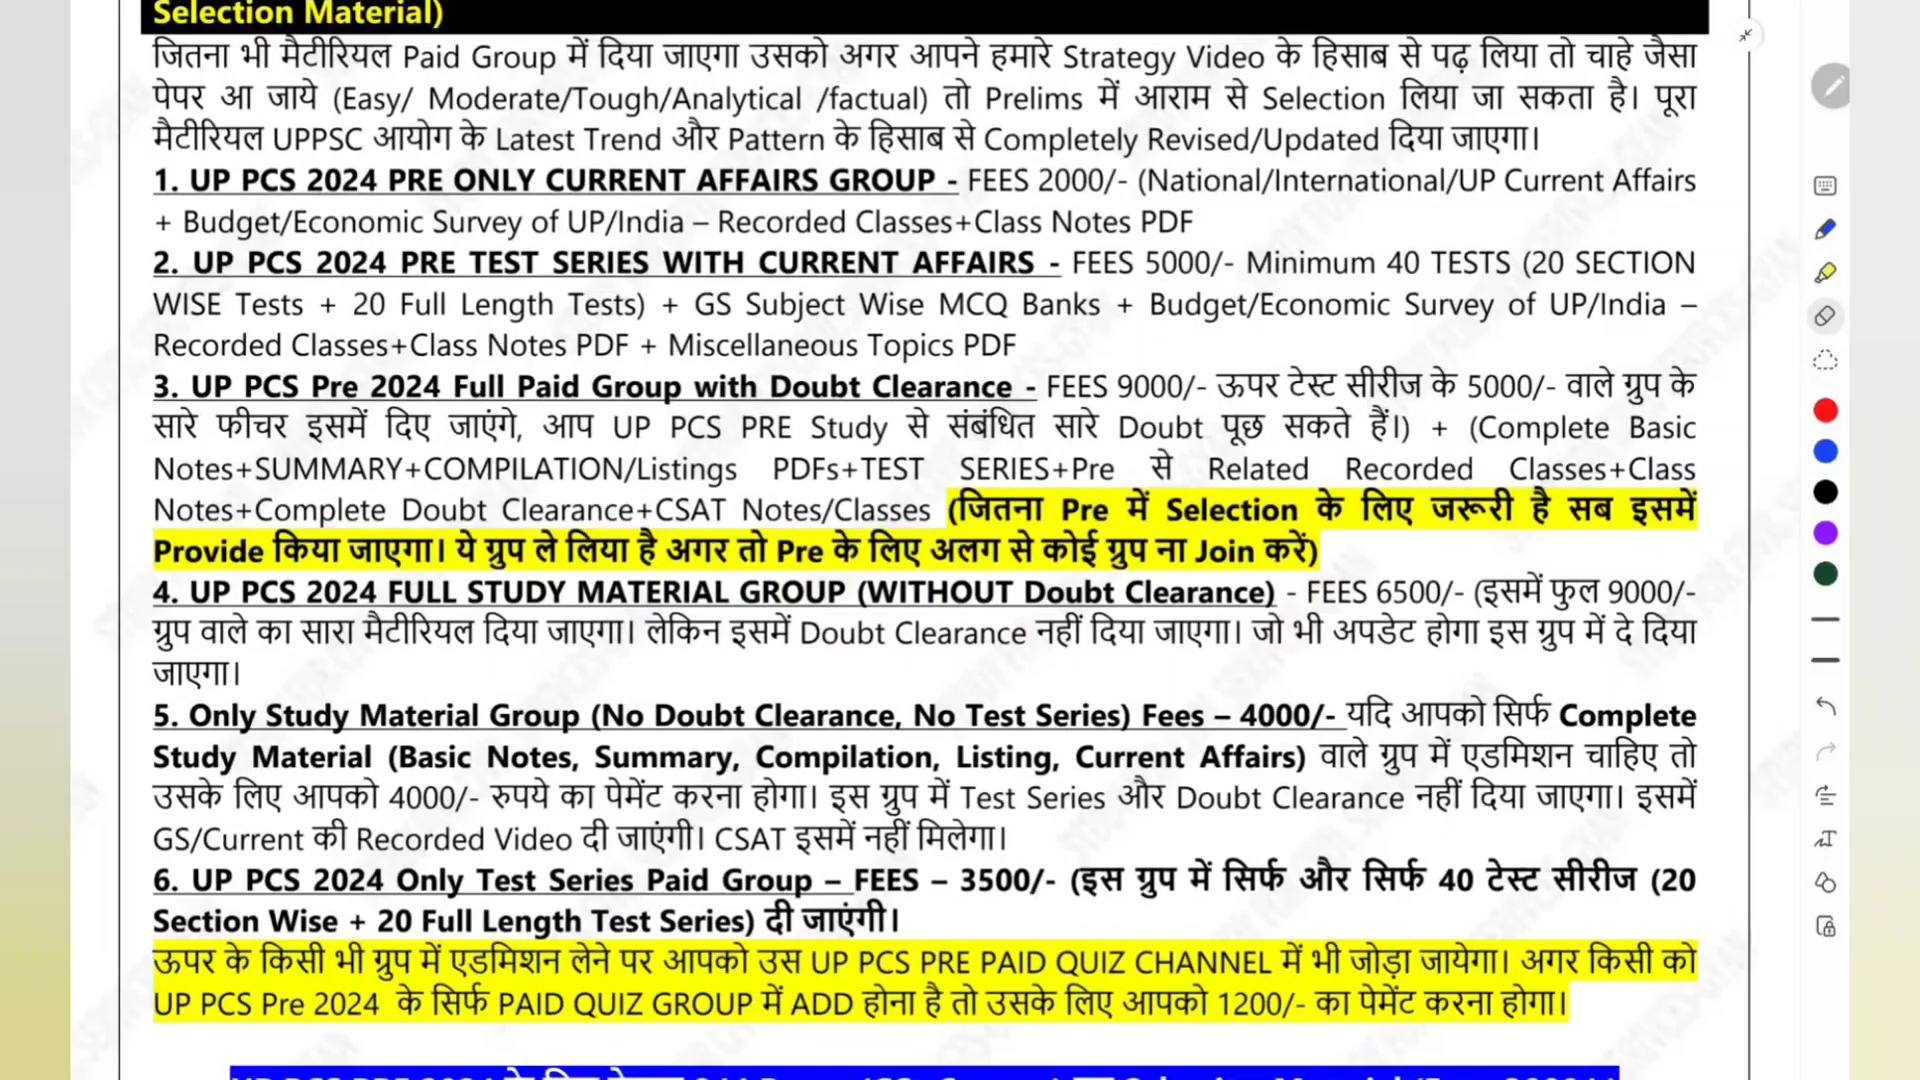 Selection Material)
जितना भी मैटीरियल Paid Group में दिया जाएगा उसको अगर आपने हमारे Strategy Video के हिसाब से पढ़ लिया तो चाहे जैसा
पेपर आ जाये (Easy/ Moderate/Tough/Analytical /factual) तो Prelims में आराम से Selection लिया जा सकता है। पूरा
मैटीरियल UPPSC आयोग के Latest Trend और Pattern के हिसाब से Completely Revised/Updated दिया जाएगा।
1. UP PCS 2024 PRE ONLY CURRENT AFFAIRS GROUP - FEES 2000/- (National/International/UP Current Affairs
+ Budget/Economic Survey of UP/India – Recorded Classes+Class Notes PDF
2. UP PCS 2024 PRE TEST SERIES WITH CURRENT AFFAIRS - FEES 5000/- Minimum 40 TESTS (20 SECTION
WISE Tests + 20 Full Length Tests) + GS Subject Wise MCQ Banks + Budget/Economic Survey of UP/India –
Recorded Classes+Class Notes PDF + Miscellaneous Topics PDF
3. UP PCS Pre 2024 Full Paid Group with Doubt Clearance - FEES 9000/- ऊपर टेस्ट सीरीज के 5000/- वाले ग्रुप के
सारे फीचर इसमें दिए जाएंगे, आप UP PCS PRE Study से संबंधित सारे Doubt पूछ सकते हैं।) + (Complete Basic
Notes+SUMMARY+COMPILATION/Listings PDFs+TEST SERIES+Pre से Related Recorded Classes+Class
Notes+Complete Doubt Clearance+CSAT Notes/Classes (जितना Pre में Selection के लिए जरूरी है सब इसमें
Provide किया जाएगा। ये ग्रुप ले लिया है अगर तो Pre के लिए अलग से कोई ग्रुप ना Join करें)
4. UP PCS 2024 FULL STUDY MATERIAL GROUP (WITHOUT Doubt Clearance) - FEES 6500/- (इसमें फुल 9000/-
ग्रुप वाले का सारा मैटीरियल दिया जाएगा। लेकिन इसमें Doubt Clearance नहीं दिया जाएगा। जो भी अपडेट होगा इस ग्रुप में दे दिया
जाएगा।
5. Only Study Material Group (No Doubt Clearance, No Test Series) Fees – 4000/- यदि आपको सिर्फ Complete
Study Material (Basic Notes, Summary, Compilation, Listing, Current Affairs) वाले ग्रुप में एडमिशन चाहिए तो
उसके लिए आपको 4000/- रुपये का पेमेंट करना होगा। इस ग्रुप में Test Series और Doubt Clearance नहीं दिया जाएगा। इसमें
GS/Current की Recorded Video दी जाएंगी। CSAT इसमें नहीं मिलेगा।
6. UP PCS 2024 Only Test Series Paid Group – FEES – 3500/- (इस ग्रुप में सिर्फ और सिर्फ 40 टेस्ट सीरीज (20
Section Wise + 20 Full Length Test Series) दी जाएंगी।
ऊपर के किसी भी ग्रुप में एडमिशन लेने पर आपको उस UP PCS PRE PAID QUIZ CHANNEL में भी जोड़ा जायेगा। अगर किसी को
UP PCS Pre 2024 के सिर्फ PAID QUIZ GROUP में ADD होना है तो उसके लिए आपको 1200/- का पेमेंट करना होगा।